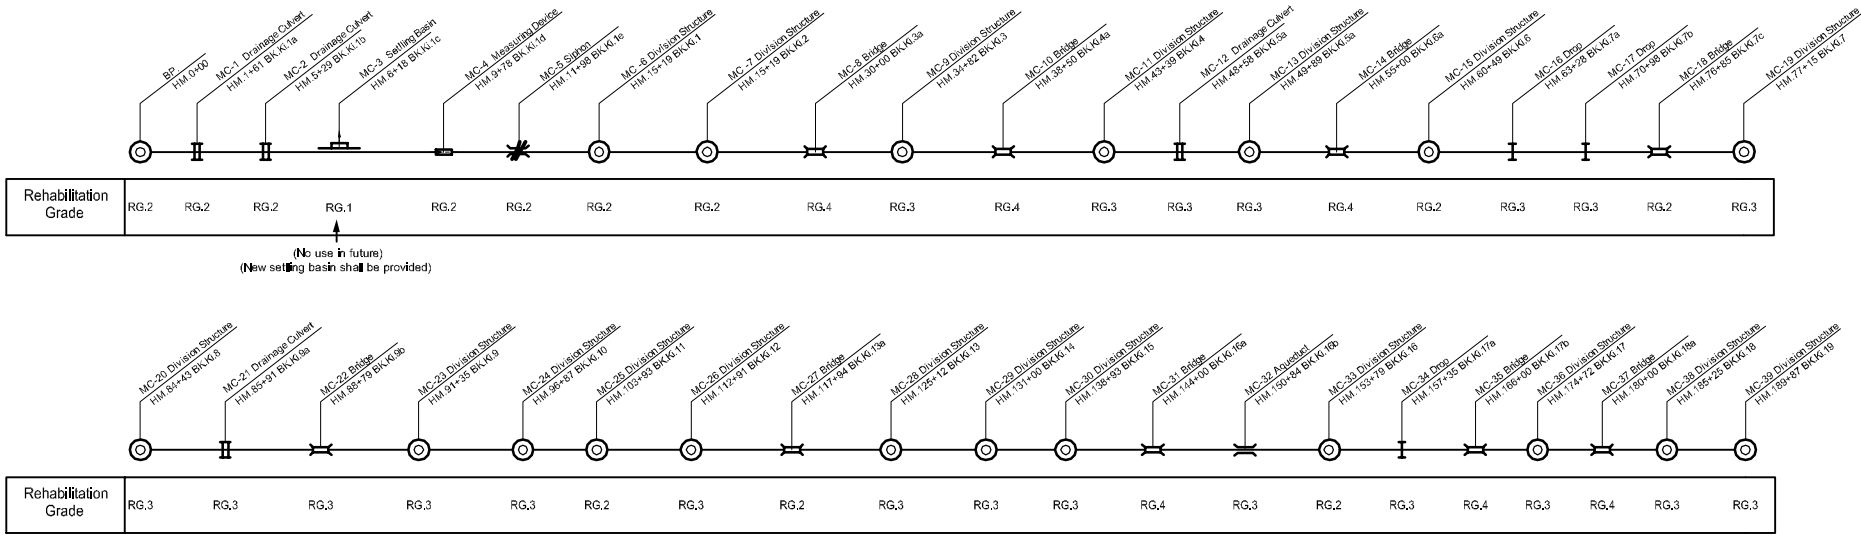 BP
HM.0+00
MC-1 Drainage Culvert
HM.1+61 BK.Ki.1a
MC-2 Drainage Culvert
HM.5+29 BK.Ki.1b
MC-3 Settling Basin
HM.6+18 BK.Ki.1c
MC-4 Measuring Device
HM.9+78 BK.Ki.1d
MC-5 Siphon
HM.11+98 BK.Ki.1e
MC -6 Division Structure
HM.15+19 BK.Ki.1
MC -7 Division Structure
HM.15+19 BK.Ki.2
MC-8 Bridge
HM.30+00 BK.Ki.3a
MC-9 Division Structure
HM.34+82 BK.Ki.3
MC-10 Bridge
HM.38+50 BK.Ki.4a
MC-11 Division Structure
HM.43+39 BK.Ki.4
MC-12 Drainage Culvert
HM.48+58 BK.Ki.5a
MC-13 Division Structure
HM.49+89 BK.Ki.5a
MC-14 Bridge
HM.55+00 BK.Ki.6a
MC-15 Division Structure
HM.60+49 BK.Ki.6
MC-16 Drop
HM.63+28 BK.Ki.7a
MC-17 Drop
HM.70+98 BK.Ki.7b
MC-18 Bridge
HM.76+85 BK.Ki.7c
MC-19 Division Structure
HM.77+15 BK.Ki.7
Rehabilitation
Grade
RG.2 RG.2 RG.2 RG.1 RG.2 RG.2 RG.2 RG.2 RG.4 RG.3 RG.4 RG.3 RG.3 RG.3 RG.4 RG.2 RG.3 RG.3 RG.2 RG.3
(No use in future)
(New settling basin shall be provided)
MC-20 Division Structure
HM.84+43 BK.Ki.8
MC-21 Drainage Culvert
HM.85+91 BK.Ki.9a
MC-22 Bridge
HM.88+79 BK.Ki.9b
MC-23 Division Structure
HM.91+35 BK.Ki.9
MC-24 Division Structure
HM.96+87 BK.Ki.10
MC-25 Division Structure
HM.103+93 BK.Ki.11
MC-26 Division Structure
HM.112+91 BK.Ki.12
MC-27 Bridge
HM.117+94 BK.Ki.13a
MC-28 Division Structure
HM.125+12 BK.Ki.13
MC-29 Division Structure
HM.131+00 BK.Ki.14
MC-30 Division Structure
HM.138+93 BK.Ki.15
MC-31 Bridge
HM.144+00 BK.Ki.16a
MC-32 Aqueduct
HM.150+84 BK.Ki.16b
MC-33 Division Structure
HM.153+79 BK.Ki.16
MC-34 Drop
HM.157+35 BK.Ki.17a
MC-35 Bridge
HM.166+00 BK.Ki.17b
MC-36 Division Structure
HM.174+72 BK.Ki.17
MC-37 Bridge
HM.180+00 BK.Ki.18a
MC-38 Division Structure
HM.185+25 BK.Ki.18
MC-39 Division Structure
HM.189+87 BK.Ki.19
Rehabilitation
Grade
RG.3 RG.3 RG.3 RG.3 RG.3 RG.2 RG.3 RG.2 RG.3 RG.3 RG.3 RG.4 RG.3 RG.2 RG.3 RG.4 RG.3 RG.4 RG.3 RG.3